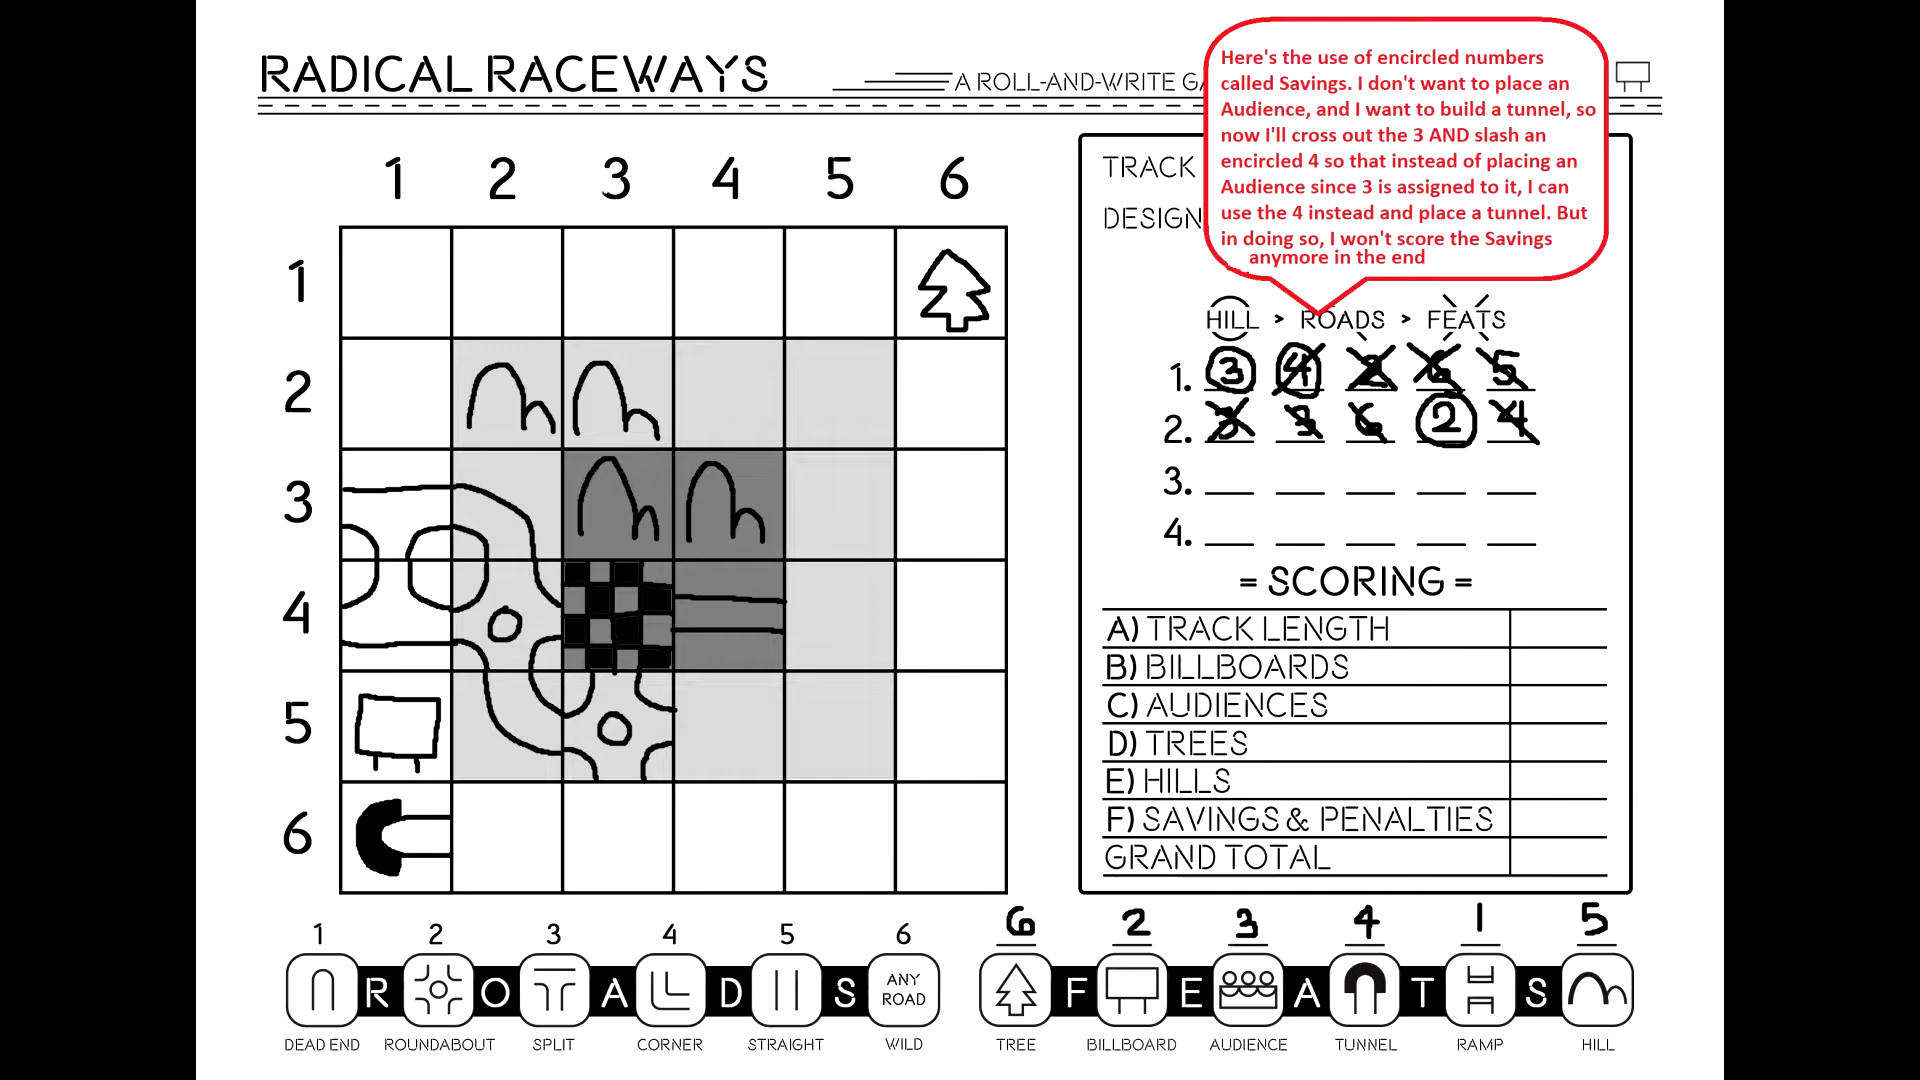 RADICAL RACEWAYS
A ROLL-AND-WRITE GA
Here's the use of encircled numbers
called Savings. I don't want to place an
Audience, and I want to build a tunnel, so
now I'll cross out the 3 AND slash an
encircled 4 so that instead of placing an
Audience since 3 is assigned to it, I can
use the 4 instead and place a tunnel. But
in doing so, I won't score the Savings
anymore in the end
TRACK
DESIGN
1 2 3 4 5 6
1
2
3
4
5
6
HILL > ROADS > FEATS
1. 3 4 2 6 5
2. 3 3 6 2 4
3.
4.
= SCORING =
A) TRACK LENGTH
B) BILLBOARDS
C) AUDIENCES
D) TREES
E) HILLS
F) SAVINGS & PENALTIES
GRAND TOTAL
1 2 3 4 5 6
R O A D S
ANY
ROAD
DEAD END ROUNDABOUT SPLIT CORNER STRAIGHT WILD
6 2 3 4 1 5
F E A T S
TREE BILLBOARD AUDIENCE TUNNEL RAMP HILL